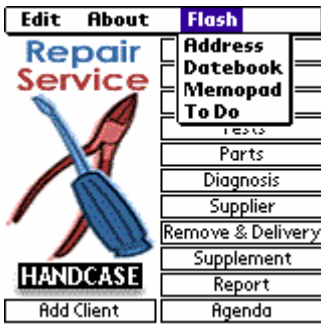 Edit About Flash
Address
Datebook
Memopad
To Do
Repair
Service
Tests
Parts
Diagnosis
Supplier
Remove & Delivery
Supplement
Report
HANDCASE
Add Client
Agenda